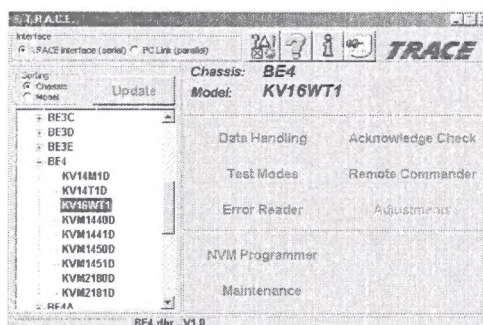 T.R.A.C.E.
Interface
TRACE interface (serial) PC Link (parallel)
TRACE
Sorting
Chassis
Model
Update
Chassis: BE4
Model: KV16WT1
BE3C
BE3D
BE3E
BE4
KV14M1D
KV14T1D
KV16WT1
KVM1440D
KVM1441D
KVM1450D
KVM1451D
KVM2180D
KVM2181D
BE4A
Data Handling Acknowledge Check
Test Modes Remote Commander
Error Reader Adjustments
NVM Programmer
Maintenance
BE4.dbr V1.0